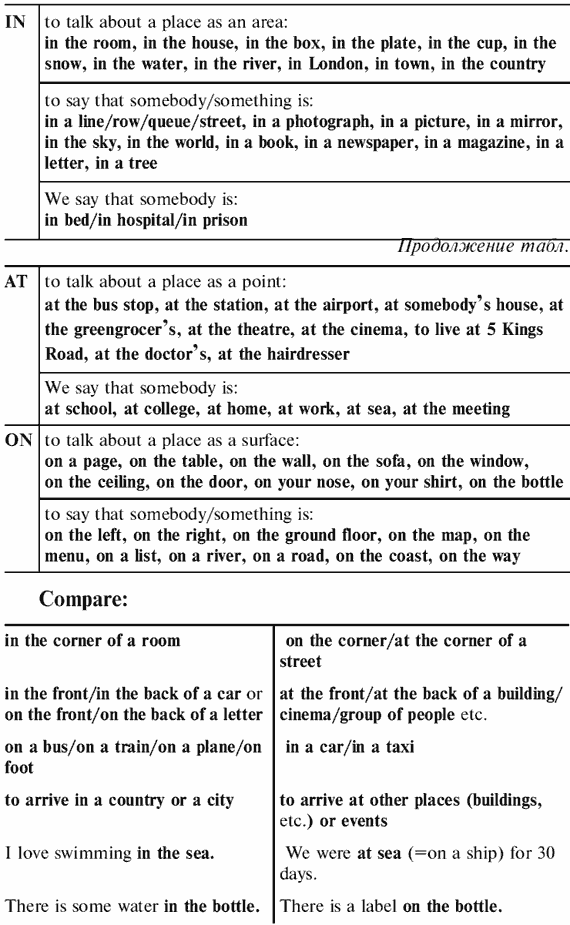 IN to talk about a place as an area:
in the room, in the house, in the box, in the plate, in the cup, in the
snow, in the water, in the river, in London, in town, in the country
to say that somebody/something is:
in a line/row/queue/street, in a photograph, in a picture, in a mirror,
in the sky, in the world, in a book, in a newspaper, in a magazine, in a
letter, in a tree
We say that somebody is:
in bed/in hospital/in prison
Продолжение табл.
AT to talk about a place as a point:
at the bus stop, at the station, at the airport, at somebody's house, at
the greengrocer's, at the theatre, at the cinema, to live at 5 Kings
Road, at the doctor's, at the hairdresser
We say that somebody is:
at school, at college, at home, at work, at sea, at the meeting
ON to talk about a place as a surface:
on a page, on the table, on the wall, on the sofa, on the window,
on the ceiling, on the door, on your nose, on your shirt, on the bottle
to say that somebody/something is:
on the left, on the right, on the ground floor, on the map, on the
menu, on a list, on a river, on a road, on the coast, on the way
Compare:
in the corner of a room
on the corner/at the corner of a
street
in the front/in the back of a car or
on the front/on the back of a letter
at the front/at the back of a building/
cinema/group of people etc.
on a bus/on a train/on a plane/on
foot
in a car/in a taxi
to arrive in a country or a city
to arrive at other places (buildings,
etc.) or events
I love swimming in the sea.
We were at sea (=on a ship) for 30
days.
There is some water in the bottle.
There is a label on the bottle.